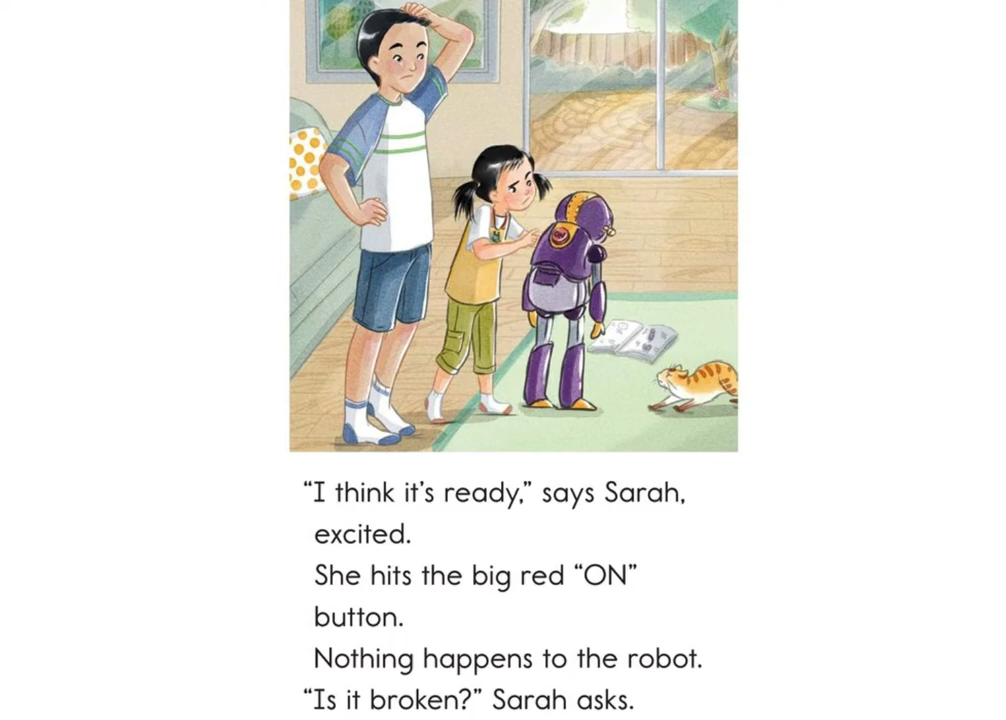 “I think it’s ready,” says Sarah,
excited.
She hits the big red “ON”
button.
Nothing happens to the robot.
“Is it broken?” Sarah asks.